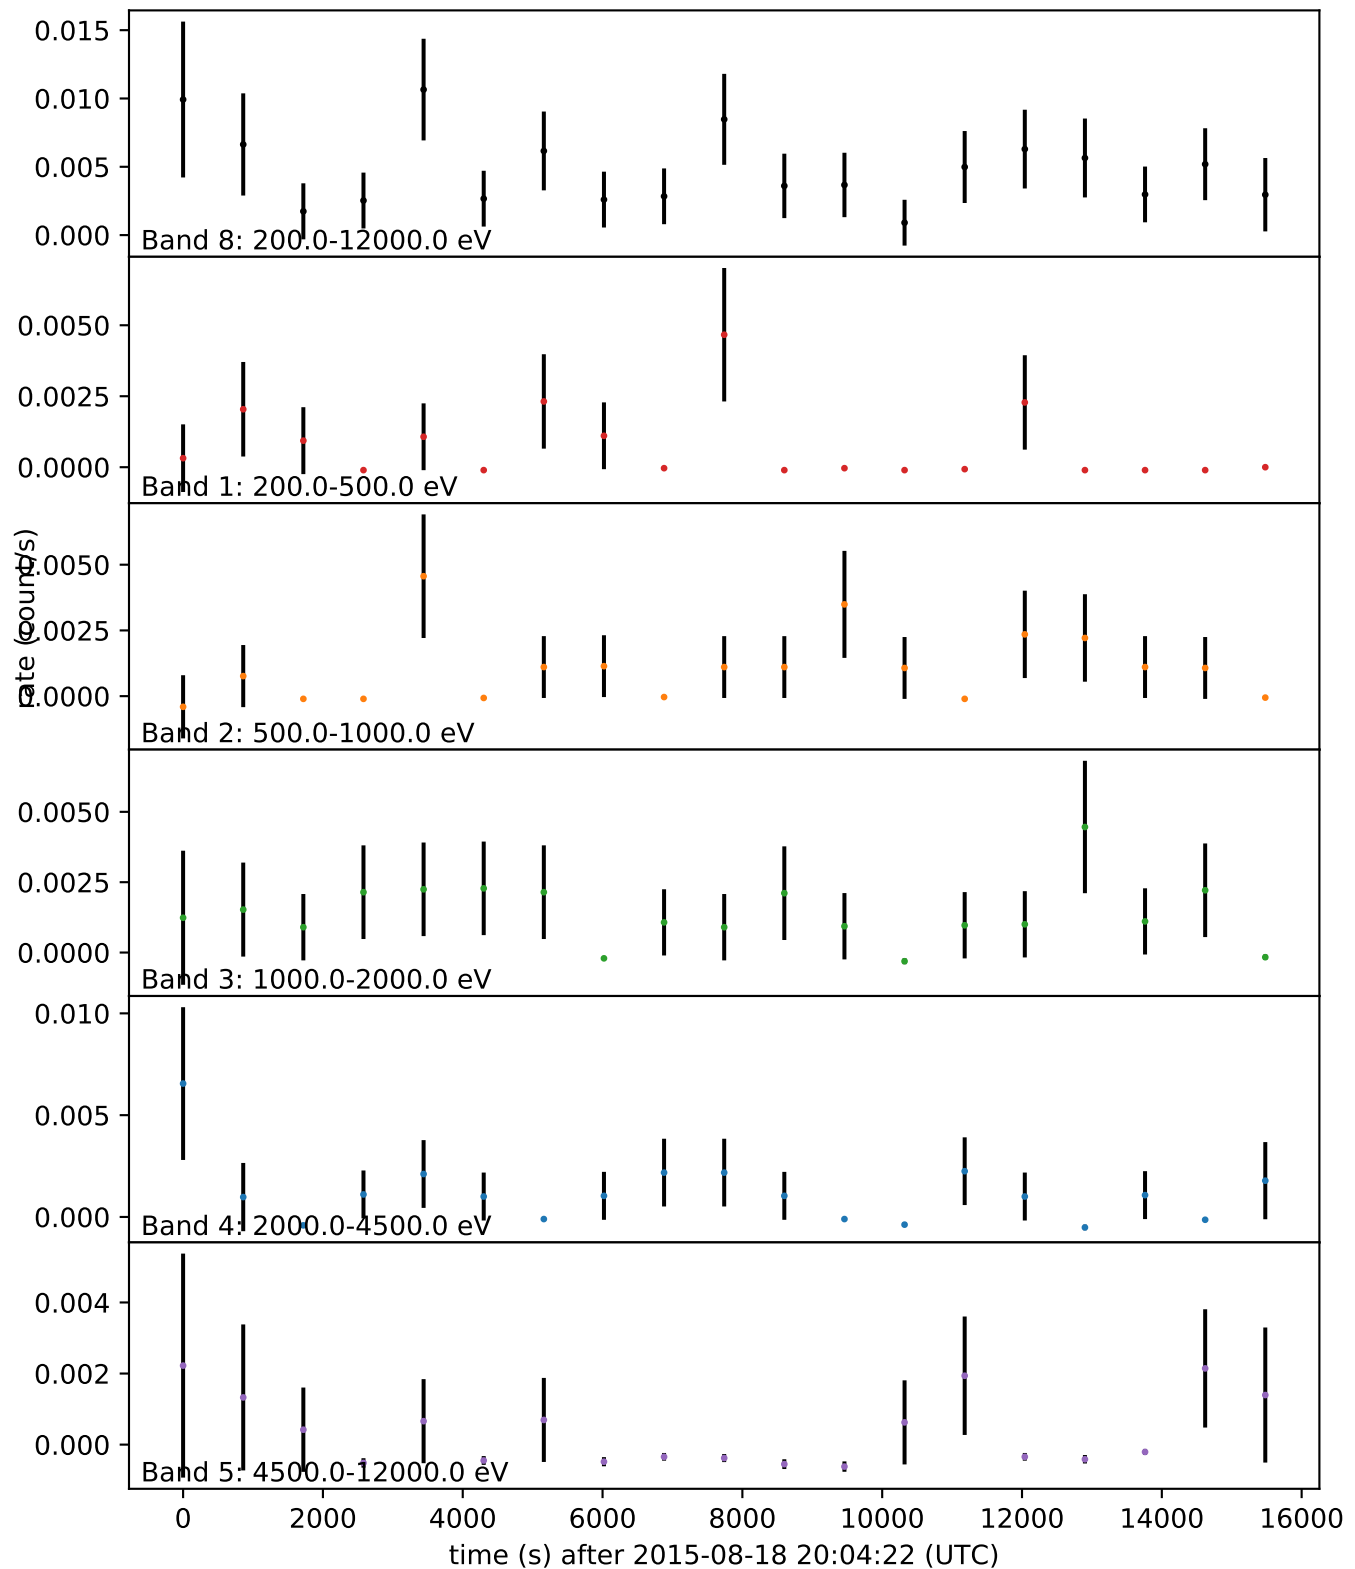 0.015
0.010
0.005
0.000
Band 8: 200.0-12000.0 eV
0.0050
0.0025
0.0000
Band 1: 200.0-500.0 eV
rate (count/s)
0.0050
0.0025
0.0000
Band 2: 500.0-1000.0 eV
0.0050
0.0025
0.0000
Band 3: 1000.0-2000.0 eV
0.010
0.005
0.000
Band 4: 2000.0-4500.0 eV
0.004
0.002
0.000
Band 5: 4500.0-12000.0 eV
0 2000 4000 6000 8000 10000 12000 14000 16000
time (s) after 2015-08-18 20:04:22 (UTC)